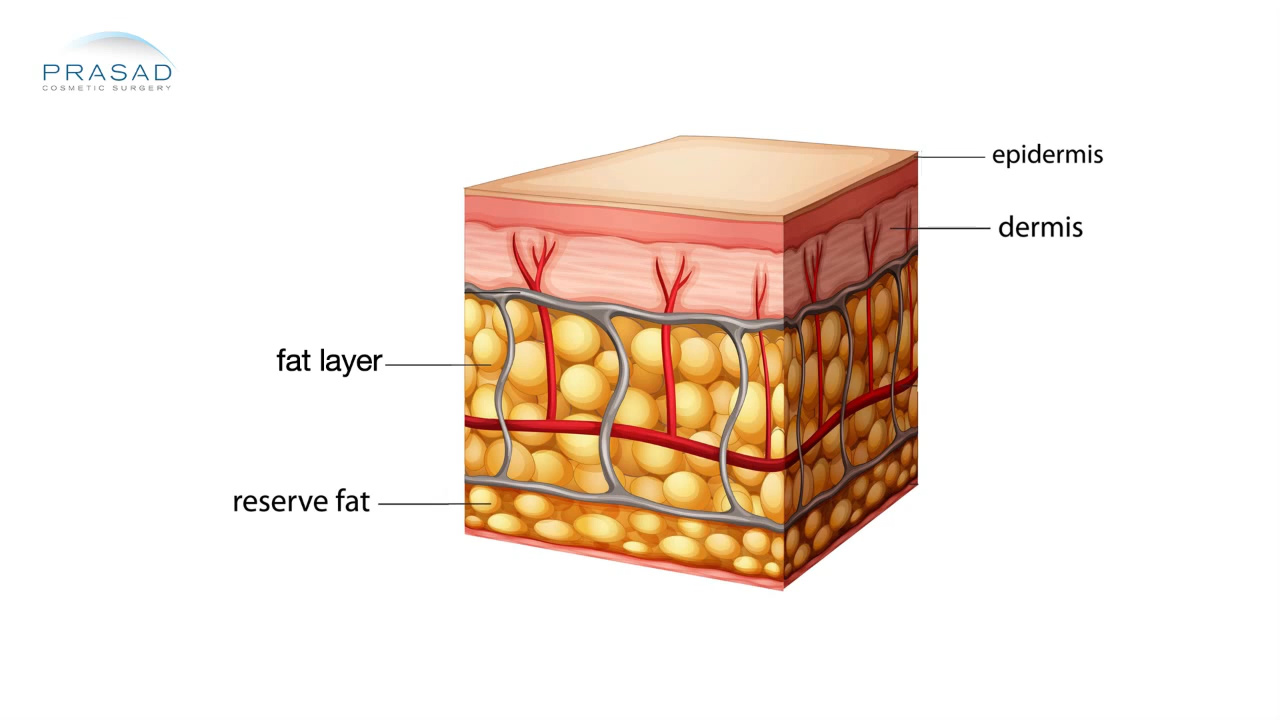 PRASAD
COSMETIC SURGERY
epidermis
dermis
fat layer
reserve fat